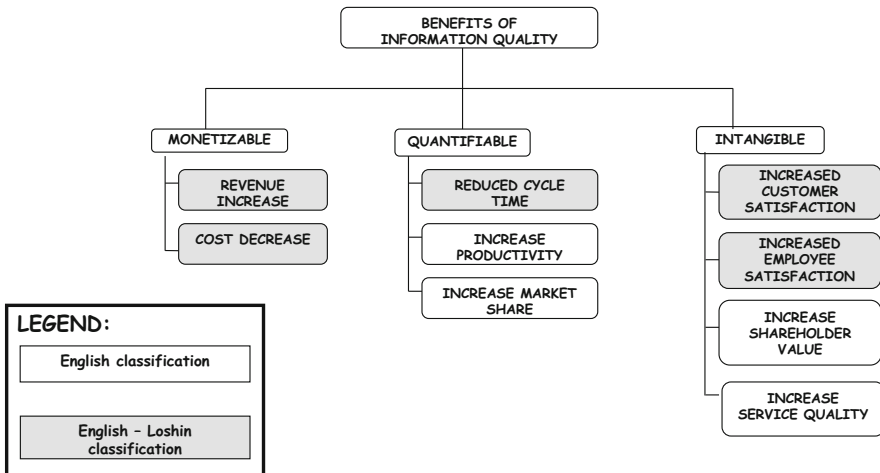 BENEFITS OF
INFORMATION QUALITY
MONETIZABLE
QUANTIFIABLE
INTANGIBLE
REVENUE
INCREASE
COST DECREASE
REDUCED CYCLE
TIME
INCREASE
PRODUCTIVITY
INCREASE MARKET
SHARE
INCREASED
CUSTOMER
SATISFACTION
INCREASED
EMPLOYEE
SATISFACTION
INCREASE
SHAREHOLDER
VALUE
INCREASE
SERVICE QUALITY
LEGEND:
English classification
English – Loshin
classification